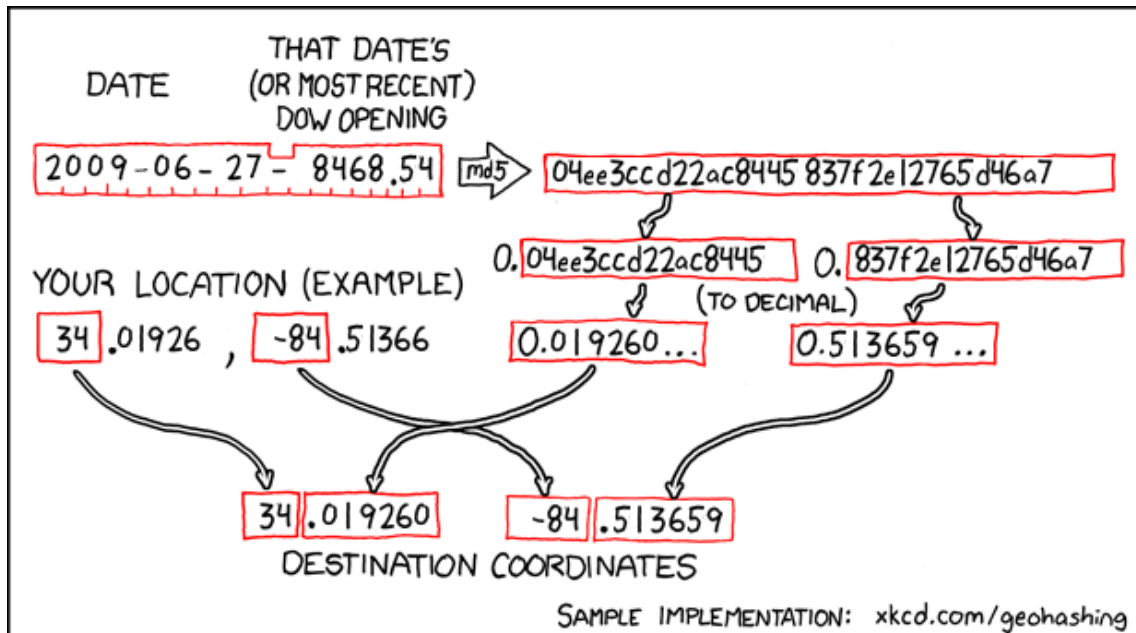 DATE
THAT DATE'S
(OR MOST RECENT)
DOW OPENING
2009-06-27-8468.54
md5
04ee3ccd22ac8445837f2e12765d46a7
0.04ee3ccd22ac8445
0.837f2e12765d46a7
YOUR LOCATION (EXAMPLE)
(TO DECIMAL)
34.01926, -84.51366
0.019260...
0.513659...
34.019260
-84.513659
DESTINATION COORDINATES
SAMPLE IMPLEMENTATION: xkcd.com/geohashing